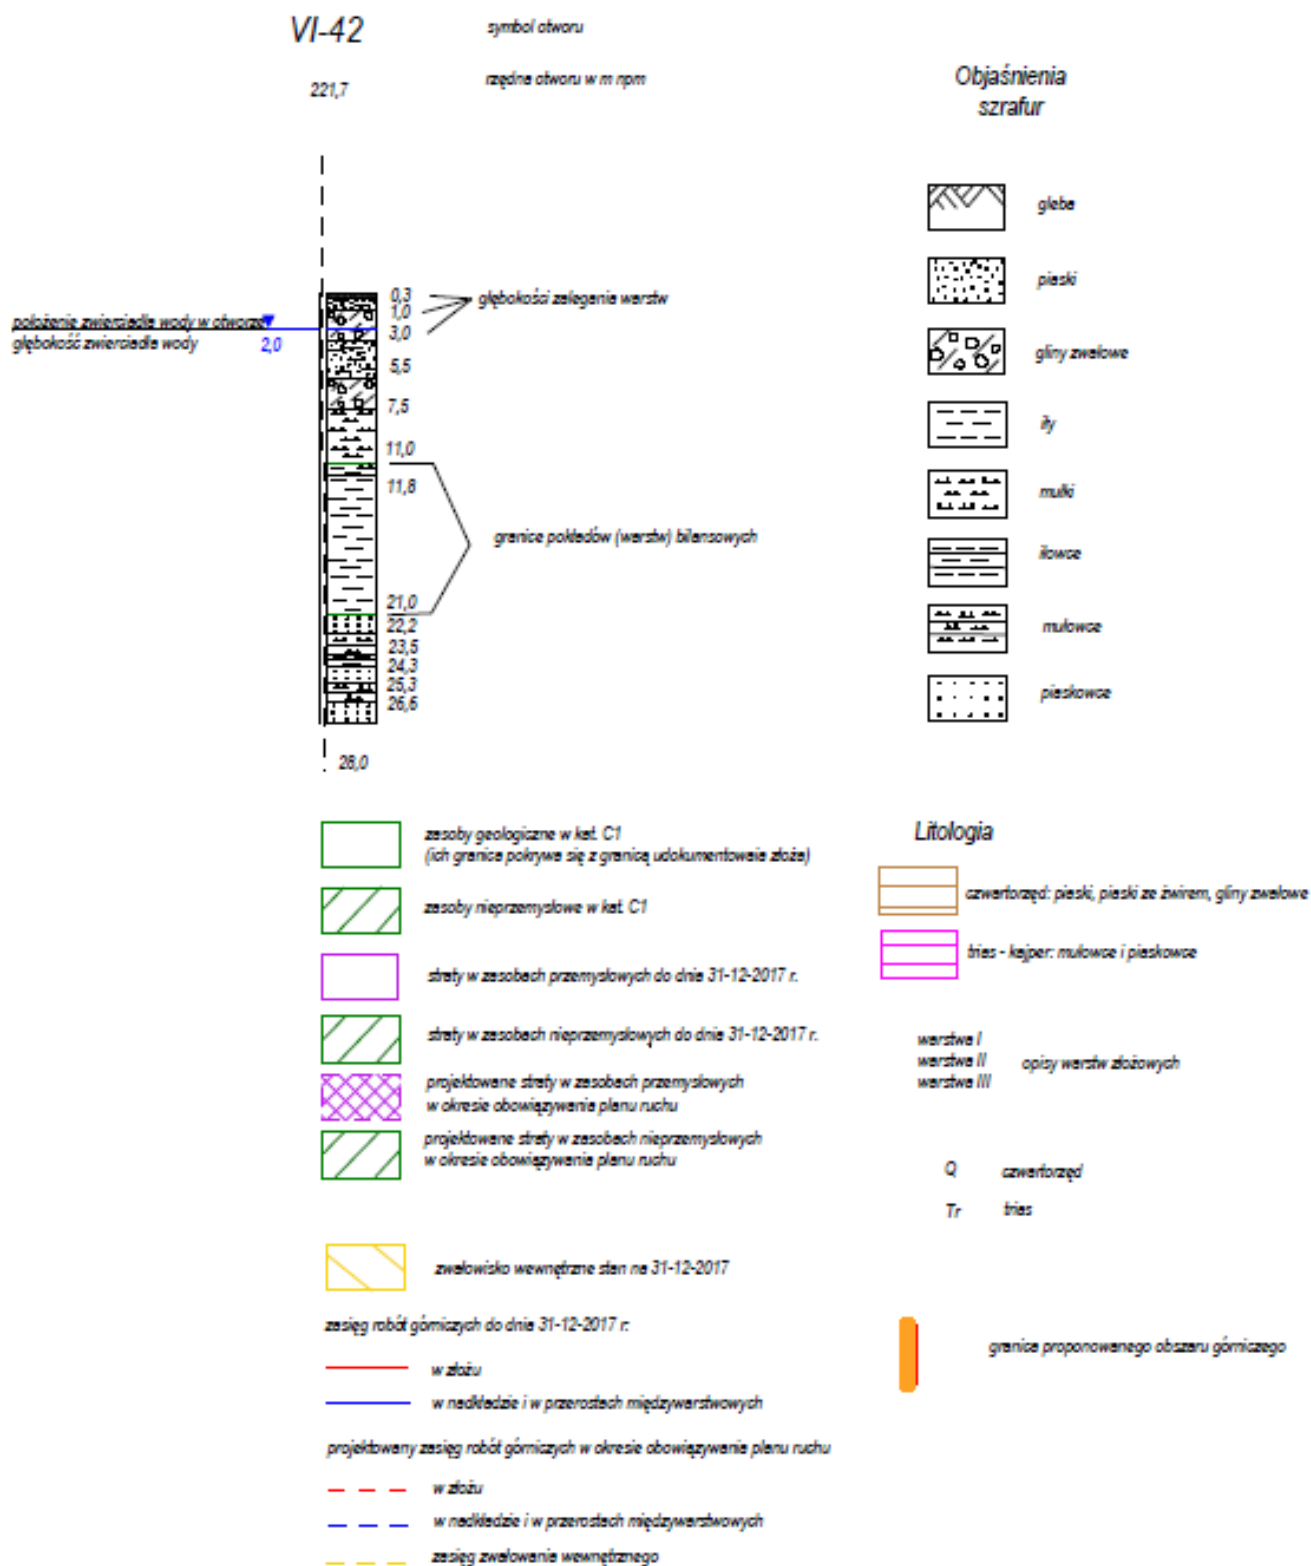 VI-42
symbol otworu
221,7
rzędna otworu w m npm
położenie zwierciadła wody w otworze
głębokość zwierciadła wody
2,0
0,3
1,0
3,0
5,5
7,5
11,0
11,8
21,0
22,2
23,5
24,3
25,3
26,6
28,0
głębokości zalegania warstw
granice pokładów (warstw) bilansowych
Objaśnienia
szrafur
gleba
piaski
gliny zwałowe
iły
mułki
iłowce
mułowce
piaskowce
zasoby geologiczne w kat. C1
(ich granica pokrywa się z granicą udokumentowaia złoża)
zasoby nieprzemysłowe w kat. C1
straty w zasobach przemysłowych do dnia 31-12-2017 r.
straty w zasobach nieprzemysłowych do dnia 31-12-2017 r.
projektowane straty w zasobach przemysłowych
w okresie obowiązywania planu ruchu
projektowane straty w zasobach nieprzemysłowych
w okresie obowiązywania planu ruchu
zwałowisko wewnętrzne stan na 31-12-2017
zasięg robót górniczych do dnia 31-12-2017 r.
w złożu
w nadkładzie i w przerostach międzywarstwowych
projektowany zasięg robót górniczych w okresie obowiązywania planu ruchu
w złożu
w nadkładzie i w przerostach międzywarstwowych
zasięg zwałowania wewnętrznego
Litologia
czwartorzęd: piaski, piaski ze żwirem, gliny zwałowe
trias - kajper: mułowce i piaskowce
warstwa I
warstwa II
warstwa III
opisy warstw złożowych
Q czwartorzęd
Tr trias
granica proponowanego obszaru górniczego